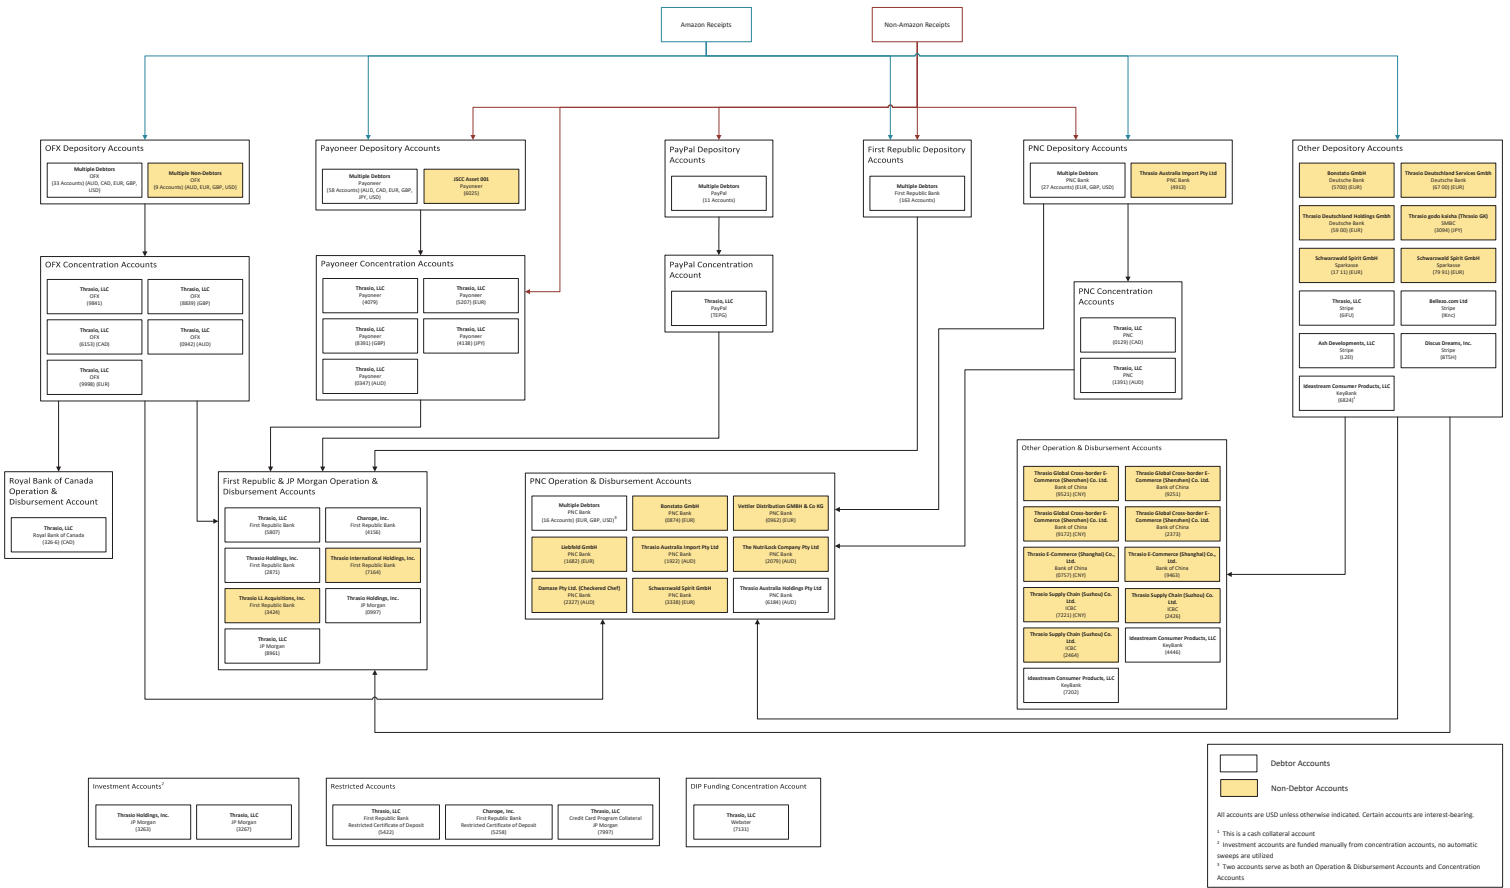 Amazon Receipts
Non-Amazon Receipts
OFX Depository Accounts
Multiple Debtors
OFX
(33 Accounts) (AUD, CAD, EUR, GBP,
USD)
Multiple Non-Debtors
OFX
(9 Accounts) (AUD, EUR, GBP, USD)
Payoneer Depository Accounts
Multiple Debtors
Payoneer
(58 Accounts) (AUD, CAD, EUR, GBP,
JPY, USD)
JSCC Asset 001
Payoneer
(6025)
PayPal Depository
Accounts
Multiple Debtors
PayPal
(11 Accounts)
First Republic Depository
Accounts
Multiple Debtors
First Republic Bank
(163 Accounts)
PNC Depository Accounts
Multiple Debtors
PNC Bank
(27 Accounts) (EUR, GBP, USD)
Thrasio Australia Import Pty Ltd
PNC Bank
(4913)
Other Depository Accounts
Bonstato GmbH
Deutsche Bank
(5700) (EUR)
Thrasio Deutschland Services GmbH
Deutsche Bank
(67 00) (EUR)
Thrasio Deutschland Holdings GmbH
Deutsche Bank
(59 00) (EUR)
Thrasio godo kaisha (Thrasio GK)
SMBC
(3094) (JPY)
Schwarzwald Spirit GmbH
Sparkasse
(17 11) (EUR)
Schwarzwald Spirit GmbH
Sparkasse
(79 91) (EUR)
Thrasio, LLC
Stripe
(6IFU)
Bellezo.com Ltd
Stripe
Ash Developments, LLC
Stripe
(L2EI)
Discus Dreams, Inc.
Stripe
(BT5H)
Ideastream Consumer Products, LLC
KeyBank
(6824)¹
OFX Concentration Accounts
Thrasio, LLC
OFX
(9841)
Thrasio, LLC
OFX
(8839) (GBP)
Thrasio, LLC
OFX
(6153) (CAD)
Thrasio, LLC
OFX
(0942) (AUD)
Thrasio, LLC
OFX
(9998) (EUR)
Payoneer Concentration Accounts
Thrasio, LLC
Payoneer
(4079)
Thrasio, LLC
Payoneer
(5207) (EUR)
Thrasio, LLC
Payoneer
(8391) (GBP)
Thrasio, LLC
Payoneer
(4138) (JPY)
Thrasio, LLC
Payoneer
(0347) (AUD)
PayPal Concentration
Account
Thrasio, LLC
PayPal
(TEPG)
PNC Concentration
Accounts
Thrasio, LLC
PNC
(0129) (CAD)
Thrasio, LLC
PNC
(1391) (AUD)
Royal Bank of Canada
Operation &
Disbursement Account
Thrasio, LLC
Royal Bank of Canada
(326-6) (CAD)
First Republic & JP Morgan Operation &
Disbursement Accounts
Thrasio, LLC
First Republic Bank
(5807)
Charope, Inc.
First Republic Bank
(4156)
Thrasio Holdings, Inc.
First Republic Bank
(2871)
Thrasio International Holdings, Inc.
First Republic Bank
(7164)
Thrasio LL Acquisitions, Inc.
First Republic Bank
(3424)
Thrasio Holdings, Inc.
JP Morgan
(0997)
Thrasio, LLC
JP Morgan
(8961)
PNC Operation & Disbursement Accounts
Multiple Debtors
PNC Bank
(16 Accounts) (EUR, GBP, USD)³
Bonstato GmbH
PNC Bank
(0874) (EUR)
Vettler Distribution GMBH & Co KG
PNC Bank
(0962) (EUR)
Liebfeld GmbH
PNC Bank
(1682) (EUR)
Thrasio Australia Import Pty Ltd
PNC Bank
(1922) (AUD)
The NutriLock Company Pty Ltd
PNC Bank
(2079) (AUD)
Damaze Pty Ltd. (Checkered Chef)
PNC Bank
(2327) (AUD)
Schwarzwald Spirit GmbH
PNC Bank
(3338) (EUR)
Thrasio Australia Holdings Pty Ltd
PNC Bank
(6184) (AUD)
Other Operation & Disbursement Accounts
Thrasio Global Cross-border E-
Commerce (Shenzhen) Co. Ltd.
Bank of China
(9521) (CNY)
Thrasio Global Cross-border E-
Commerce (Shenzhen) Co. Ltd.
Bank of China
(9251)
Thrasio Global Cross-border E-
Commerce (Shenzhen) Co. Ltd.
Bank of China
(9172) (CNY)
Thrasio Global Cross-border E-
Commerce (Shenzhen) Co. Ltd.
Bank of China
(2373)
Thrasio E-Commerce (Shanghai) Co.,
Ltd.
Bank of China
(0757) (CNY)
Thrasio E-Commerce (Shanghai) Co.,
Ltd.
Bank of China
(9463)
Thrasio Supply Chain (Suzhou) Co.
Ltd.
ICBC
(7221) (CNY)
Thrasio Supply Chain (Suzhou) Co.
Ltd.
ICBC
(2426)
Thrasio Supply Chain (Suzhou) Co.
Ltd.
ICBC
(2464)
Ideastream Consumer Products, LLC
KeyBank
(4446)
Ideastream Consumer Products, LLC
KeyBank
(7202)
Investment Accounts²
Thrasio Holdings, Inc.
JP Morgan
(3263)
Thrasio, LLC
JP Morgan
(3267)
Restricted Accounts
Thrasio, LLC
First Republic Bank
Restricted Certificate of Deposit
(5422)
Charope, Inc.
First Republic Bank
Restricted Certificate of Deposit
(5258)
Thrasio, LLC
Credit Card Program Collateral
JP Morgan
(7997)
DIP Funding Concentration Account
Thrasio, LLC
Webster
(7131)
Debtor Accounts
Non-Debtor Accounts
All accounts are USD unless otherwise indicated. Certain accounts are interest-bearing.
¹ This is a cash collateral account
² Investment accounts are funded manually from concentration accounts, no automatic
sweeps are utilized
³ Two accounts serve as both an Operation & Disbursement Accounts and Concentration
Accounts